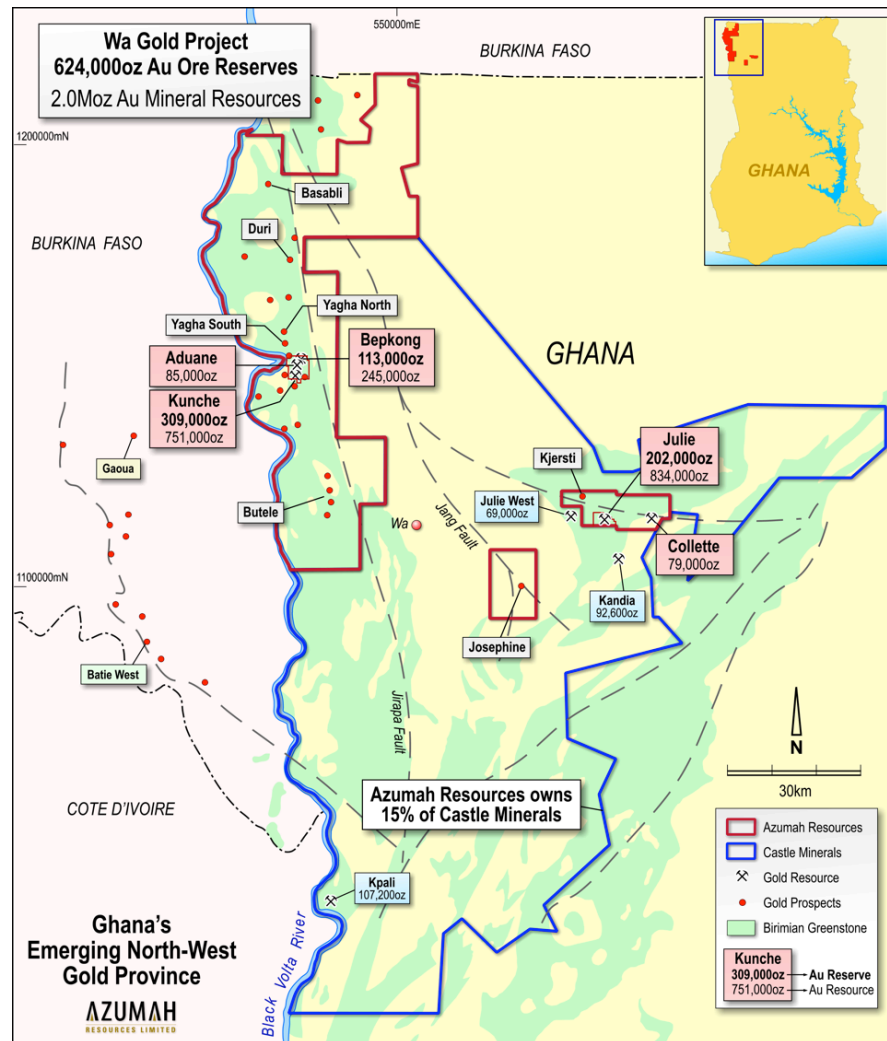 550000mE
Wa Gold Project
624,000oz Au Ore Reserves
2.0Moz Au Mineral Resources
BURKINA FASO
GHANA
1200000mN
Basabli
BURKINA FASO
Duri
Yagha North
Yagha South
Bepkong
113,000oz
245,000oz
Aduane
85,000oz
GHANA
Kunche
309,000oz
751,000oz
Gaoua
Julie
202,000oz
834,000oz
Kjersti
Julie West
69,000oz
Butele
Wa
Jang Fault
Collette
79,000oz
1100000mN
Kandia
92,600oz
Josephine
Batie West
Jirapa Fault
N
30km
COTE D'IVOIRE
Azumah Resources owns
15% of Castle Minerals
Azumah Resources
Castle Minerals
Gold Resource
Gold Prospects
Birimian Greenstone
Kunche
309,000oz Au Reserve
751,000oz Au Resource
Kpali
107,200oz
Black Volta River
Ghana's
Emerging North-West
Gold Province
AZUMAH
RESOURCES LIMITED